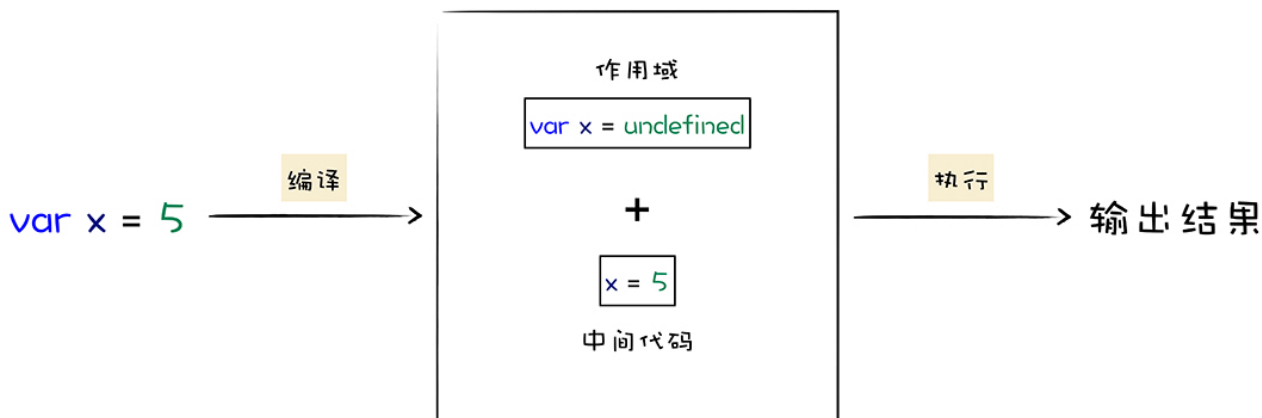 var x = 5
编译
作用域
var x = undefined
+
x = 5
中间代码
执行
输出结果